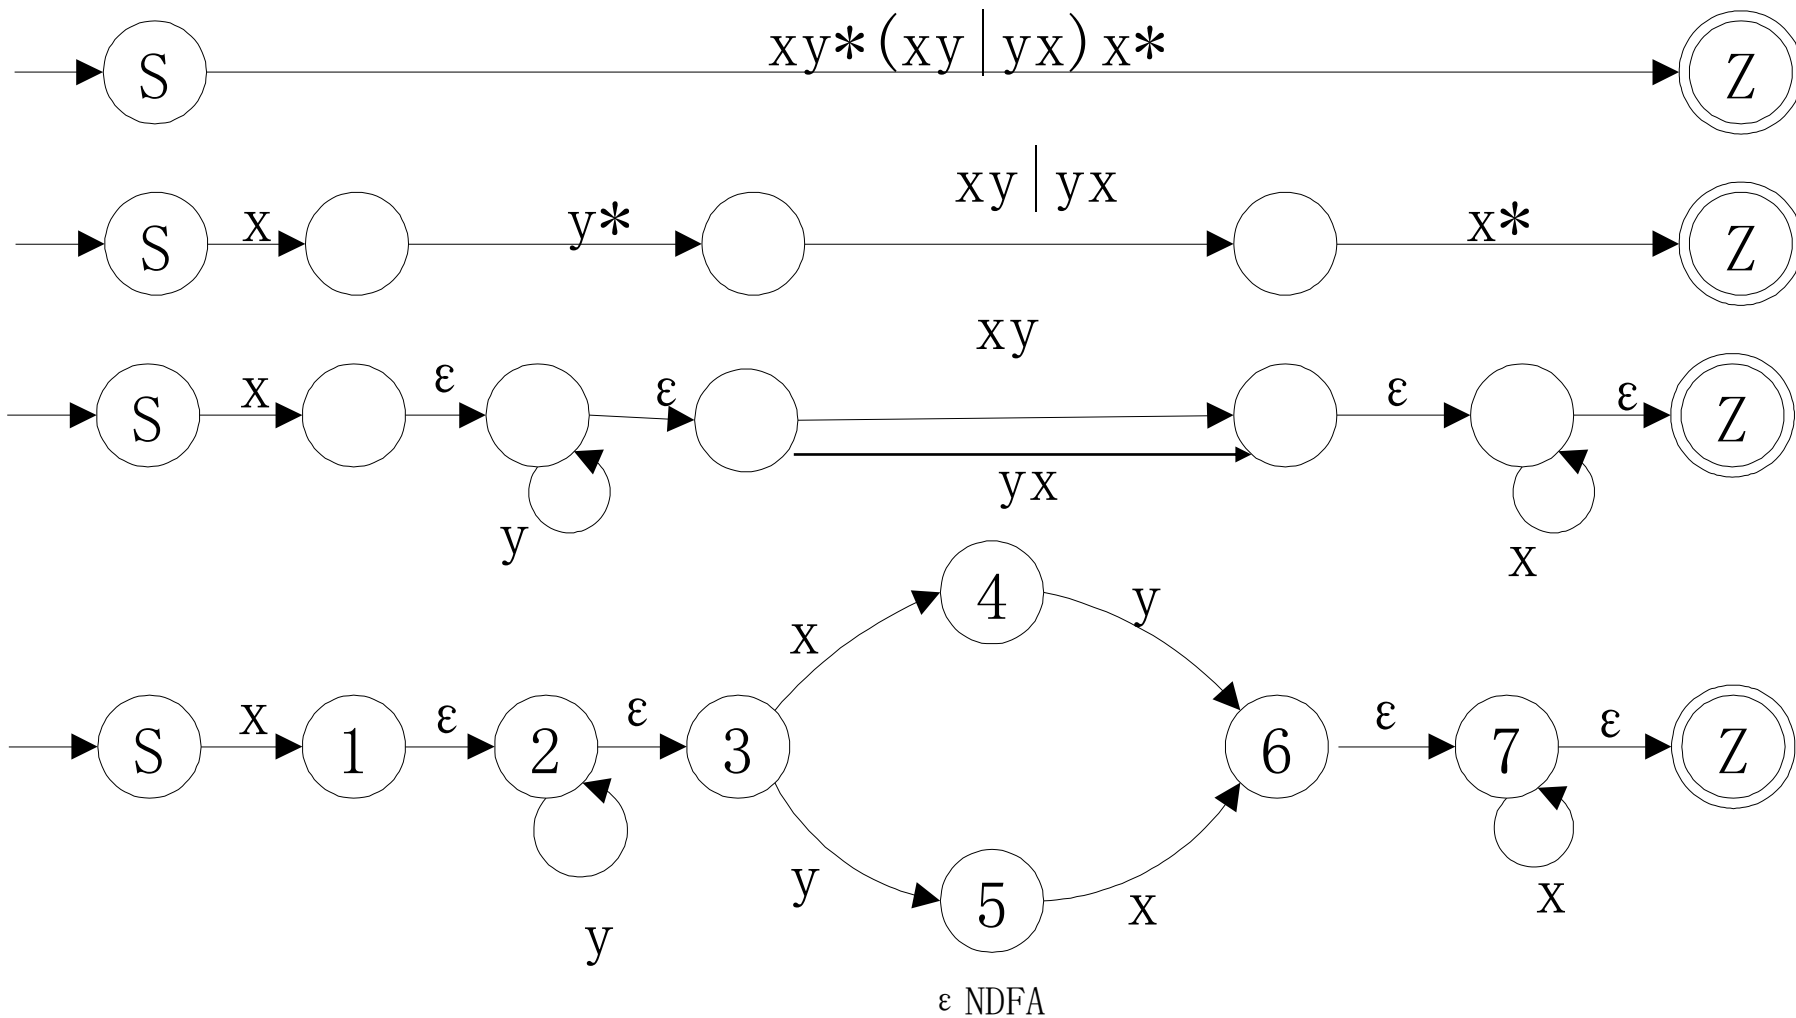 xy*(xy|yx)x*
S Z
xy|yx
S x y* x* Z
xy
S x ε ε ε ε Z
yx
y x
4
x y
S x 1 ε 2 ε 3 6 ε 7 ε Z
y 5 x x
y
ε NDFA